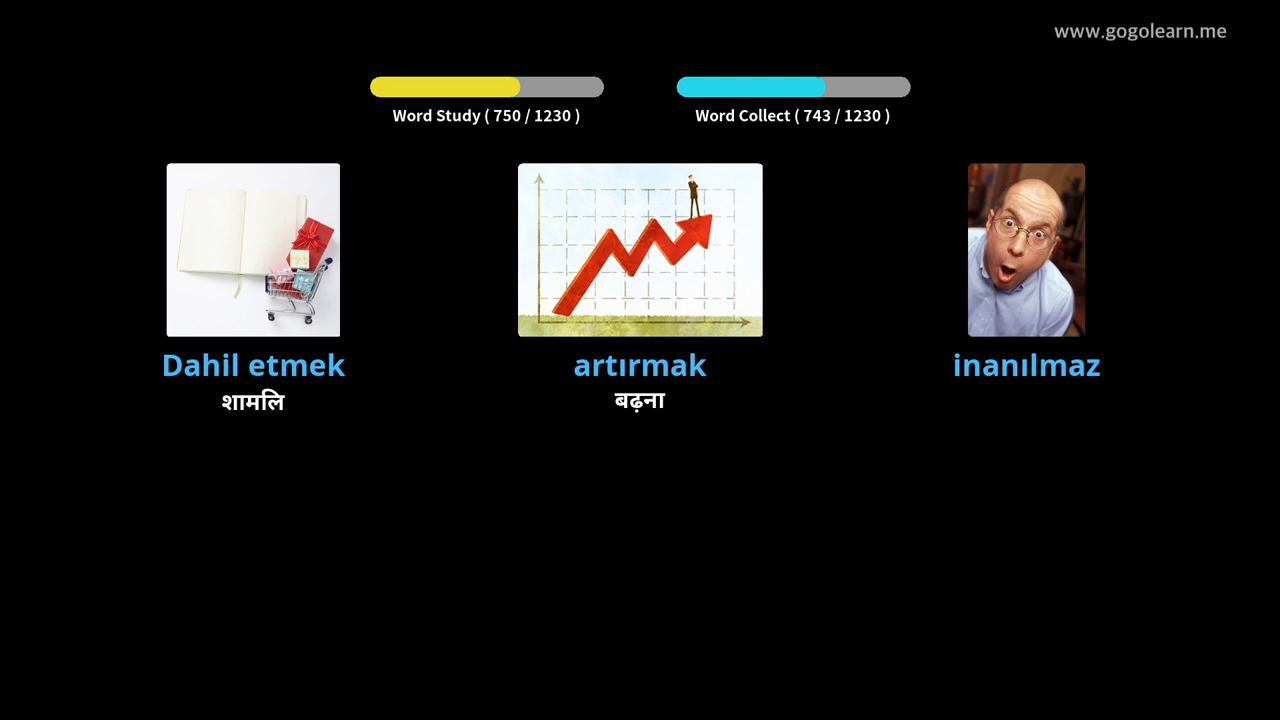 www.gogolearn.me
Word Study ( 750 / 1230 )
Word Collect ( 743 / 1230 )
Dahil etmek
artırmak
inanılmaz
शामलि
बढ़ना